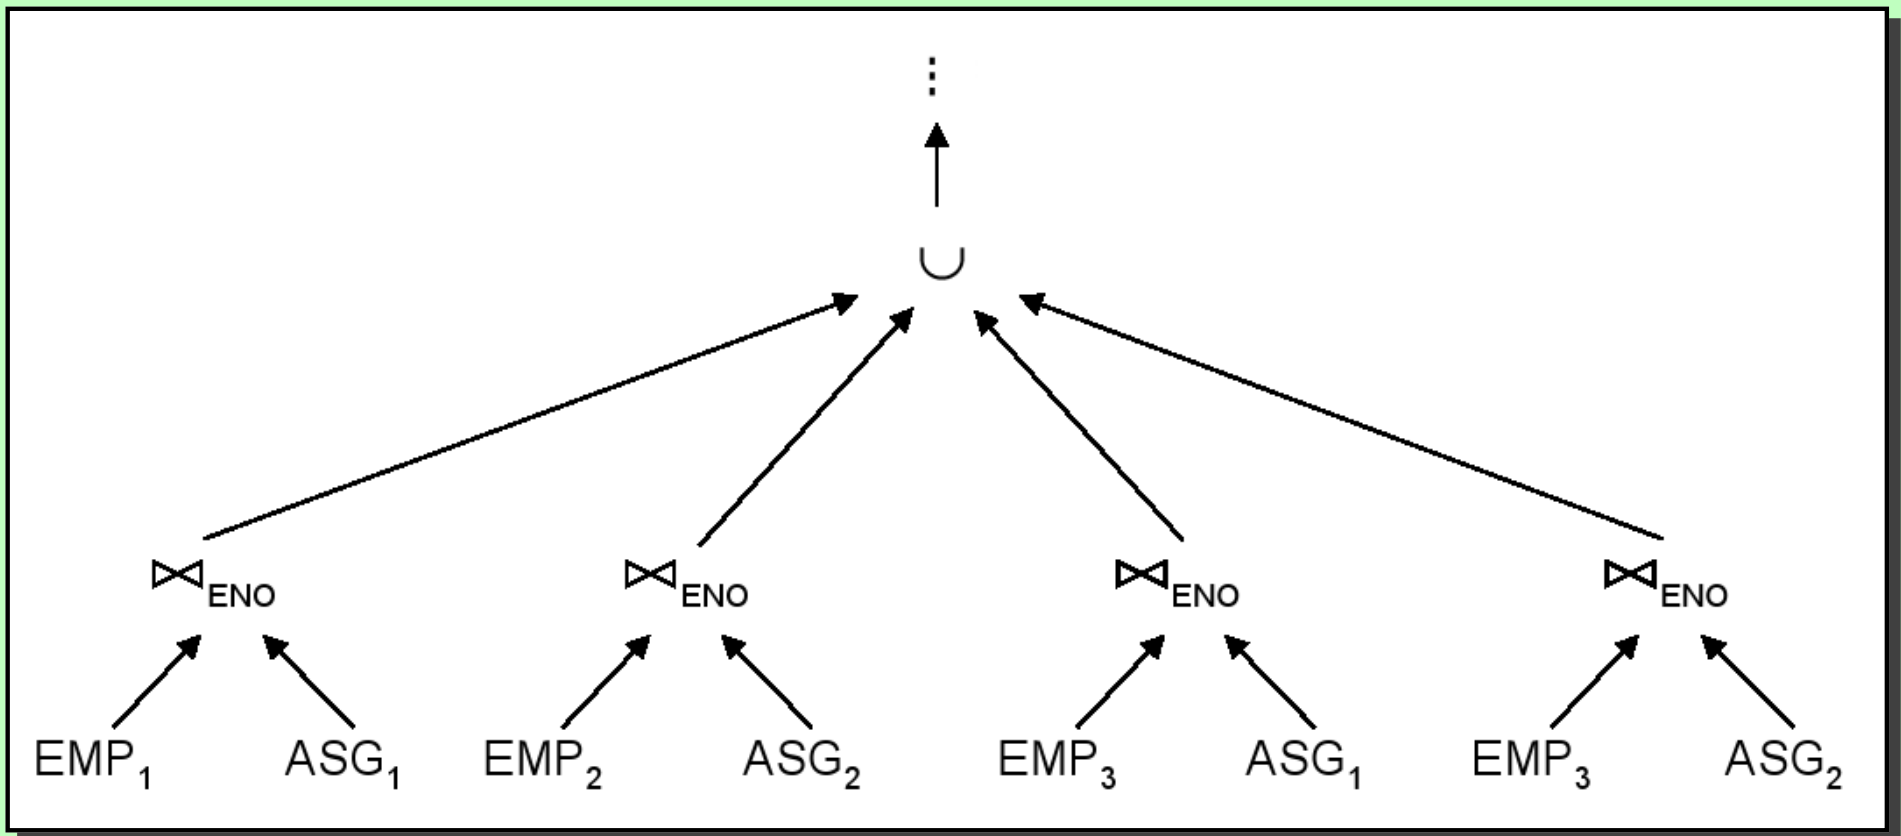 ⋮
∪
⋈ENO ⋈ENO ⋈ENO ⋈ENO
EMP1 ASG1 EMP2 ASG2 EMP3 ASG1 EMP3 ASG2